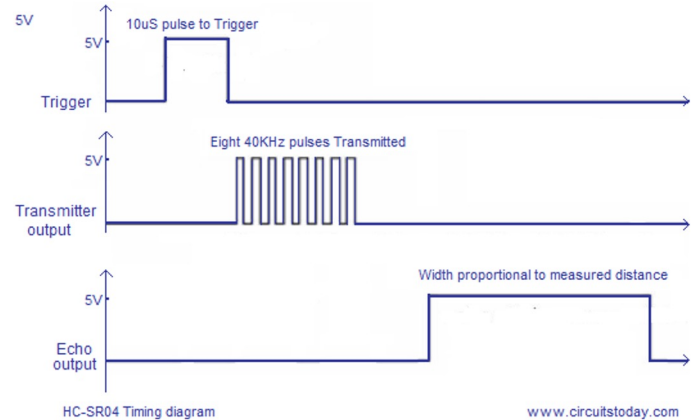 5V
10uS pulse to Trigger
5V
Trigger
Eight 40KHz pulses Transmitted
5V
Transmitter
output
Width proportional to measured distance
5V
Echo
output
HC-SR04 Timing diagram
www.circuitstoday.com